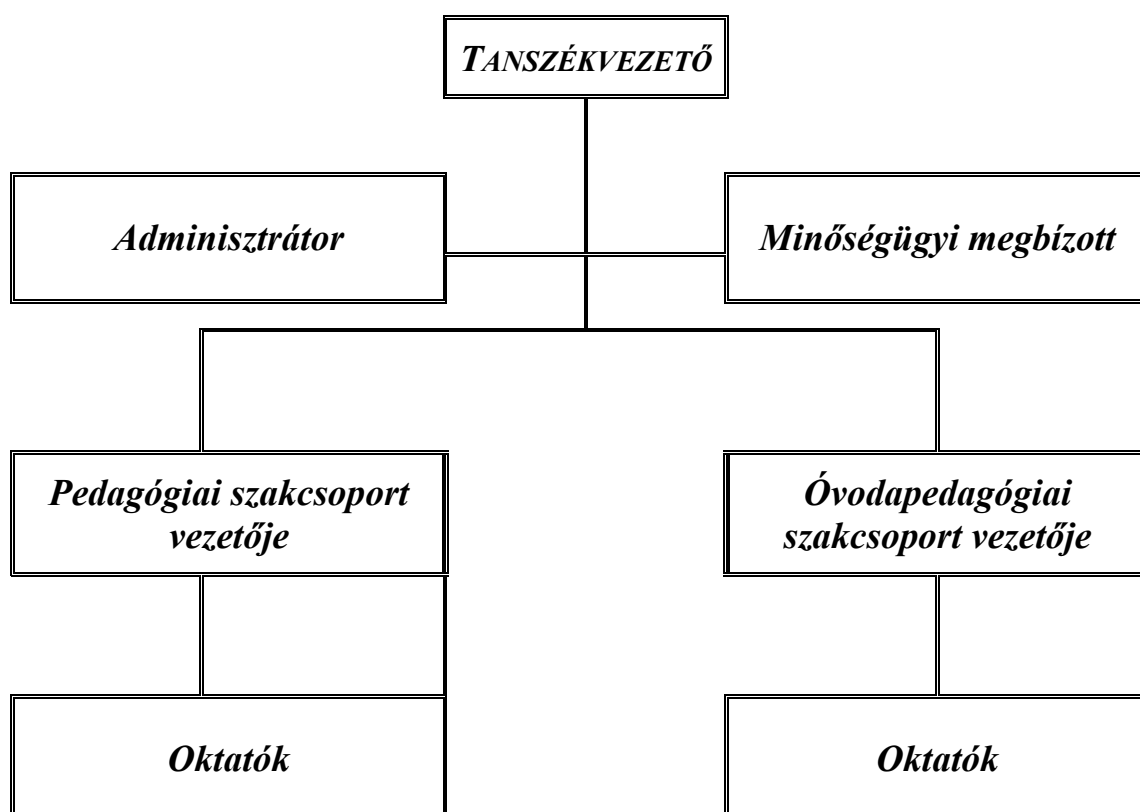 TANSZÉKVEZETŐ
Adminisztrátor
Minőségügyi megbízott
Pedagógiai szakcsoport
vezetője
Óvodapedagógiai
szakcsoport vezetője
Oktatók
Oktatók